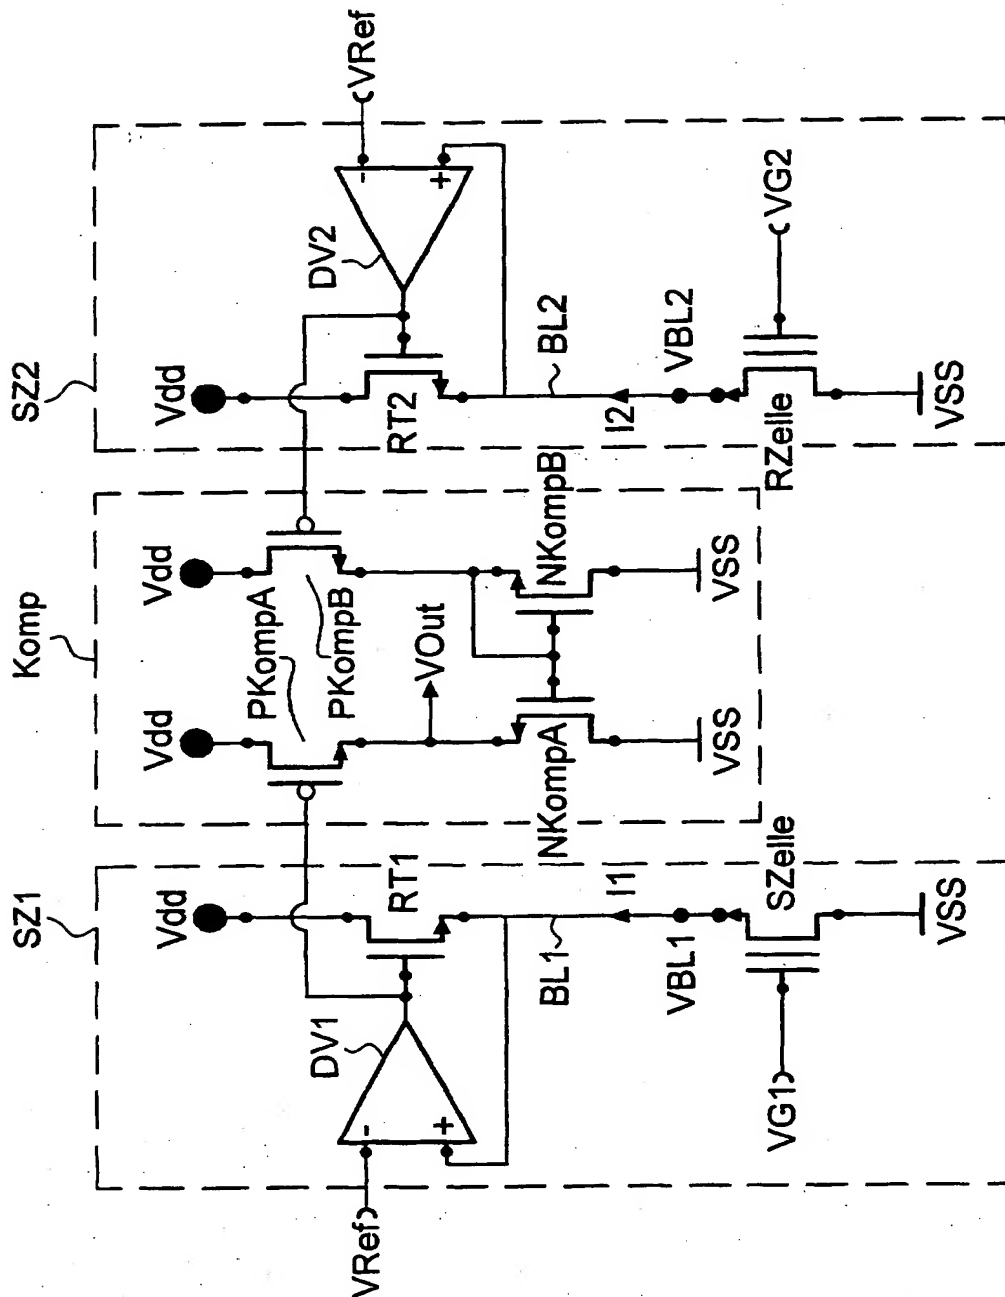 SZ1
Komp
SZ2
Vdd
Vdd
Vdd
Vdd
VRef
DV1
-
+
RT1
PKompA
PKompB
RT2
DV2
-
+
VRef
VOut
BL1
I1
NKompA
NKompB
I2
BL2
VBL1
VBL2
VG1
SZelle
RZelle
VG2
VSS
VSS
VSS
VSS